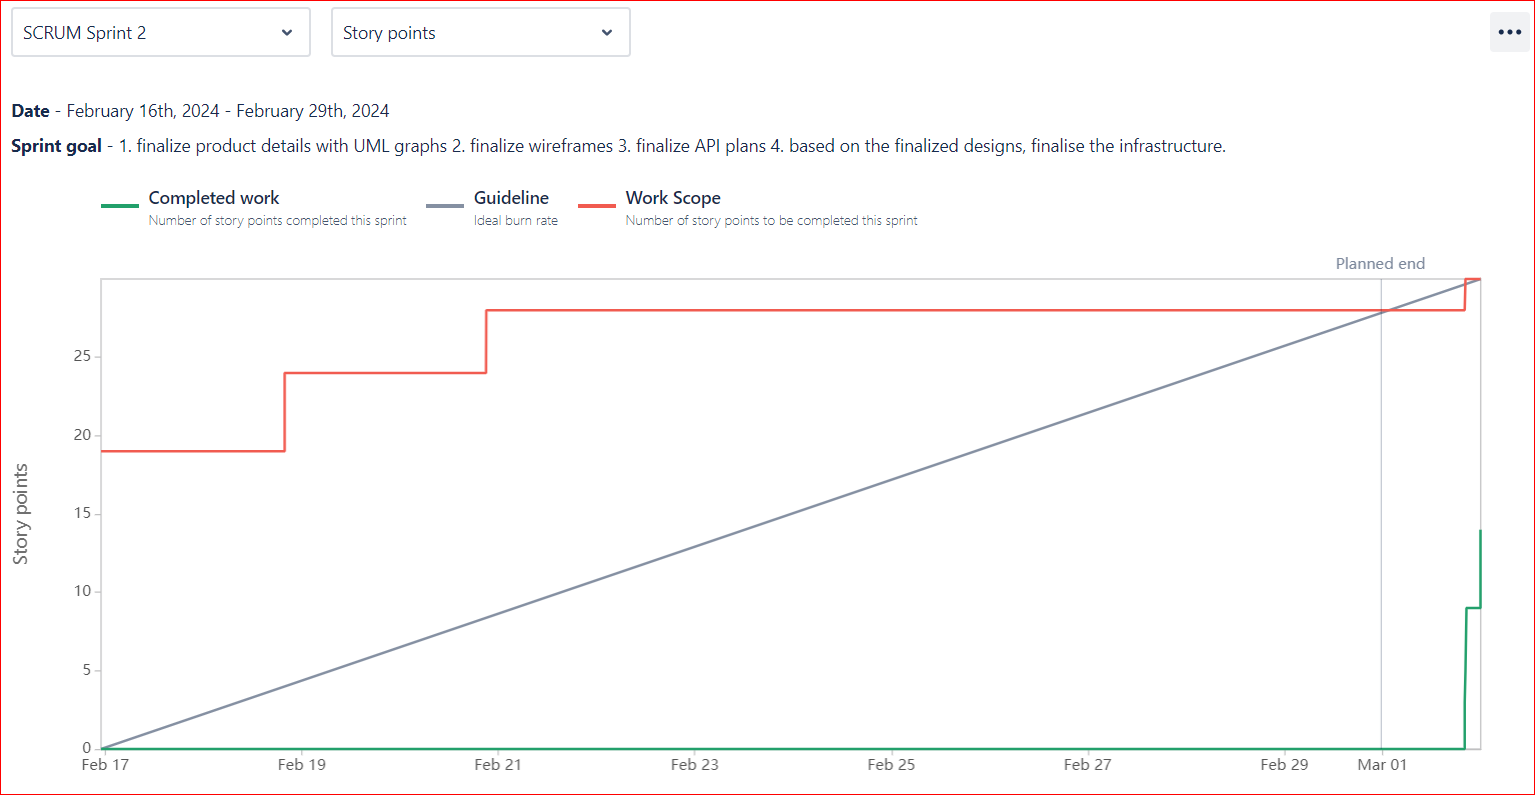 SCRUM Sprint 2 Story points
Date - February 16th, 2024 - February 29th, 2024
Sprint goal - 1. finalize product details with UML graphs 2. finalize wireframes 3. finalize API plans 4. based on the finalized designs, finalise the infrastructure.
Completed work Guideline Work Scope
Number of story points completed this sprint Ideal burn rate Number of story points to be completed this sprint
Planned end
25
20
15
10
5
0
Story points
Feb 17 Feb 19 Feb 21 Feb 23 Feb 25 Feb 27 Feb 29 Mar 01